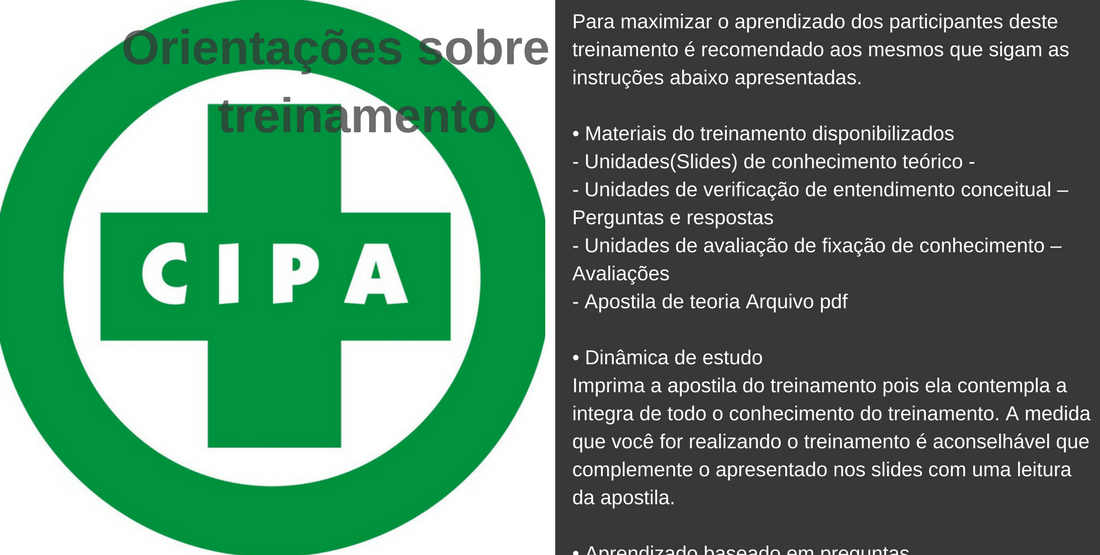 Orientações sobre
treinamento
CIPA
Para maximizar o aprendizado dos participantes deste
treinamento é recomendado aos mesmos que sigam as
instruções abaixo apresentadas.
• Materiais do treinamento disponibilizados
- Unidades(Slides) de conhecimento teórico -
- Unidades de verificação de entendimento conceitual –
Perguntas e respostas
- Unidades de avaliação de fixação de conhecimento –
Avaliações
- Apostila de teoria Arquivo pdf
• Dinâmica de estudo
Imprima a apostila do treinamento pois ela contempla a
integra de todo o conhecimento do treinamento. A medida
que você for realizando o treinamento é aconselhável que
complemente o apresentado nos slides com uma leitura
da apostila.
• Aprendizado baseado em preguntas